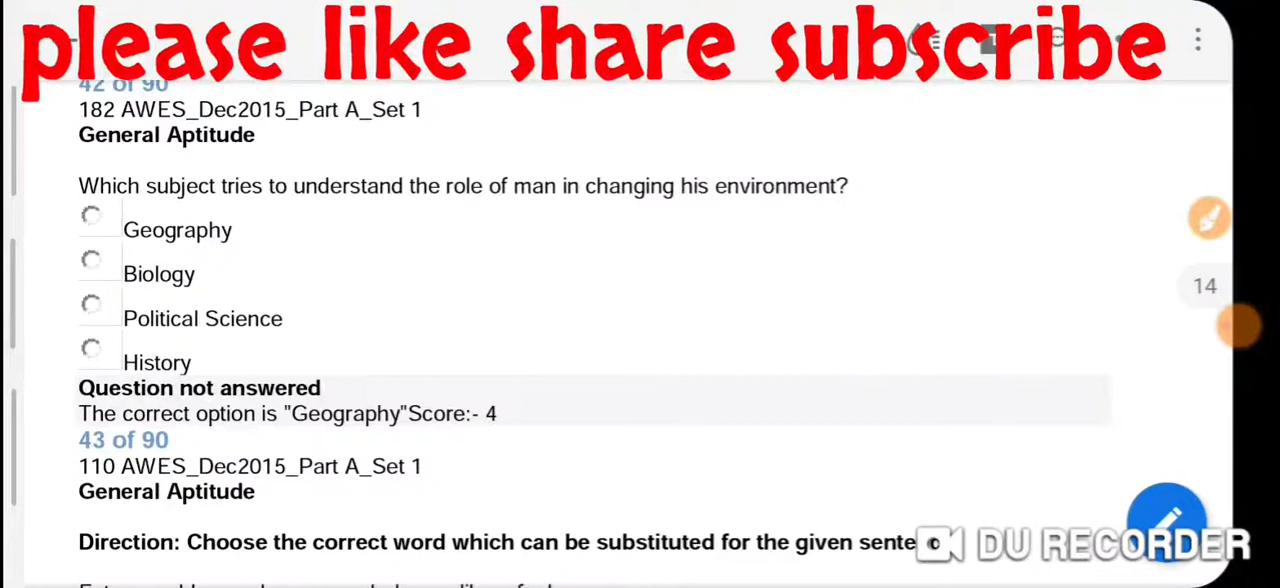 please like share subscribe
42 of 90
182 AWES_Dec2015_Part A_Set 1
General Aptitude
Which subject tries to understand the role of man in changing his environment?
Geography
Biology
14
Political Science
History
Question not answered
The correct option is "Geography"Score:- 4
43 of 90
110 AWES_Dec2015_Part A_Set 1
General Aptitude
Direction: Choose the correct word which can be substituted for the given sente
DU RECORDER